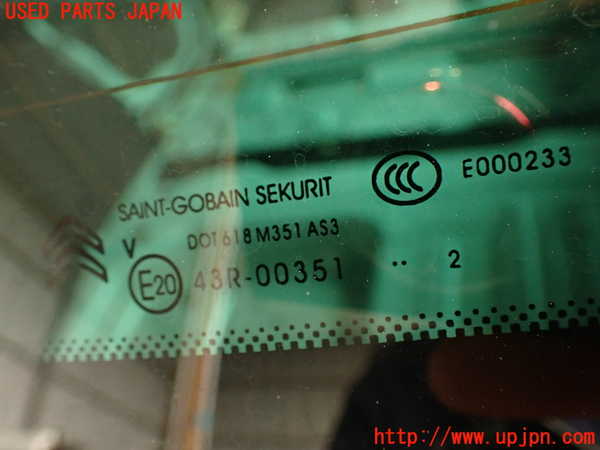 USED PARTS JAPAN
SAINT-GOBAIN SEKURIT
CCC E000233
V DOT 618 M351 AS3
E20 43R-00351 .. 2
http://www.upjpn.com/